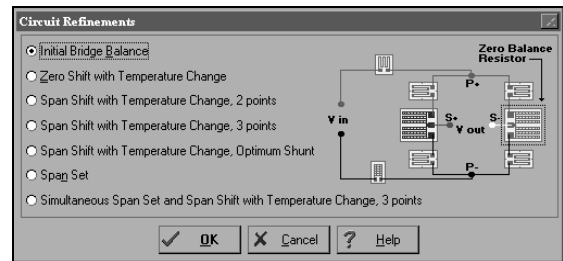 Circuit Refinements
Initial Bridge Balance
Zero Shift with Temperature Change
Span Shift with Temperature Change, 2 points
Span Shift with Temperature Change, 3 points
Span Shift with Temperature Change, Optimum Shunt
Span Set
Simultaneous Span Set and Span Shift with Temperature Change, 3 points
Zero Balance
Resistor
P+
V in
S+
S-
V out
P-
OK
Cancel
? Help